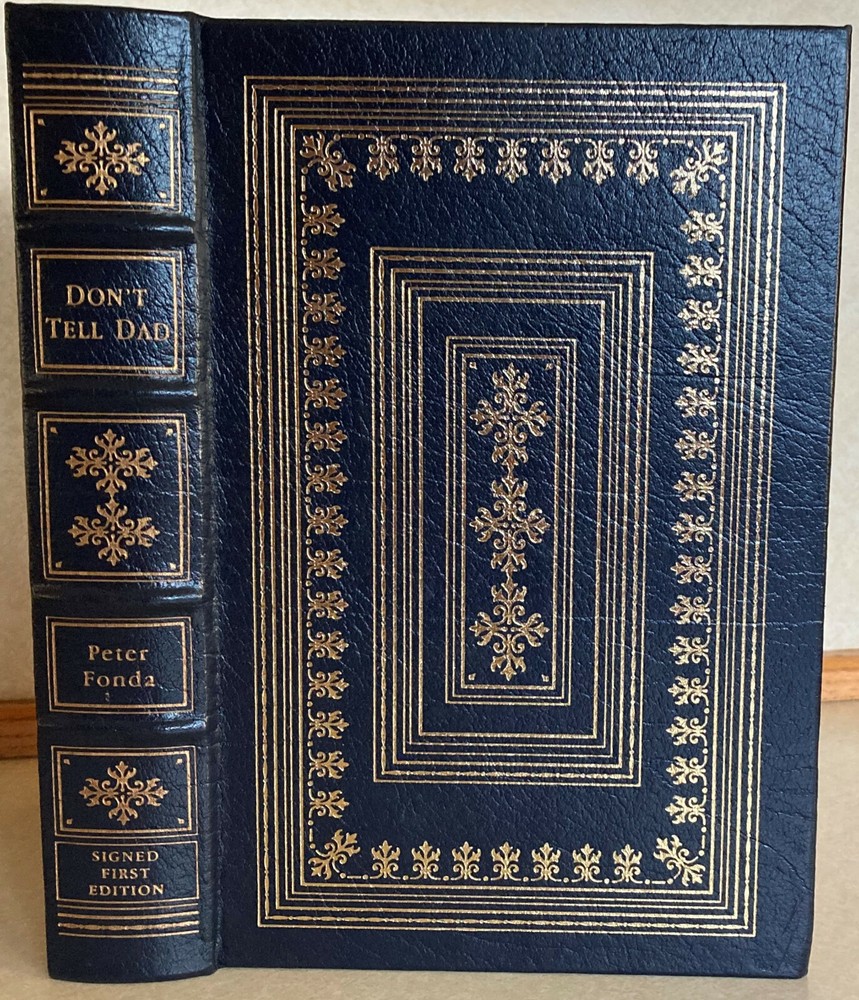 DON'T
TELL DAD
Peter
Fonda
SIGNED
FIRST
EDITION